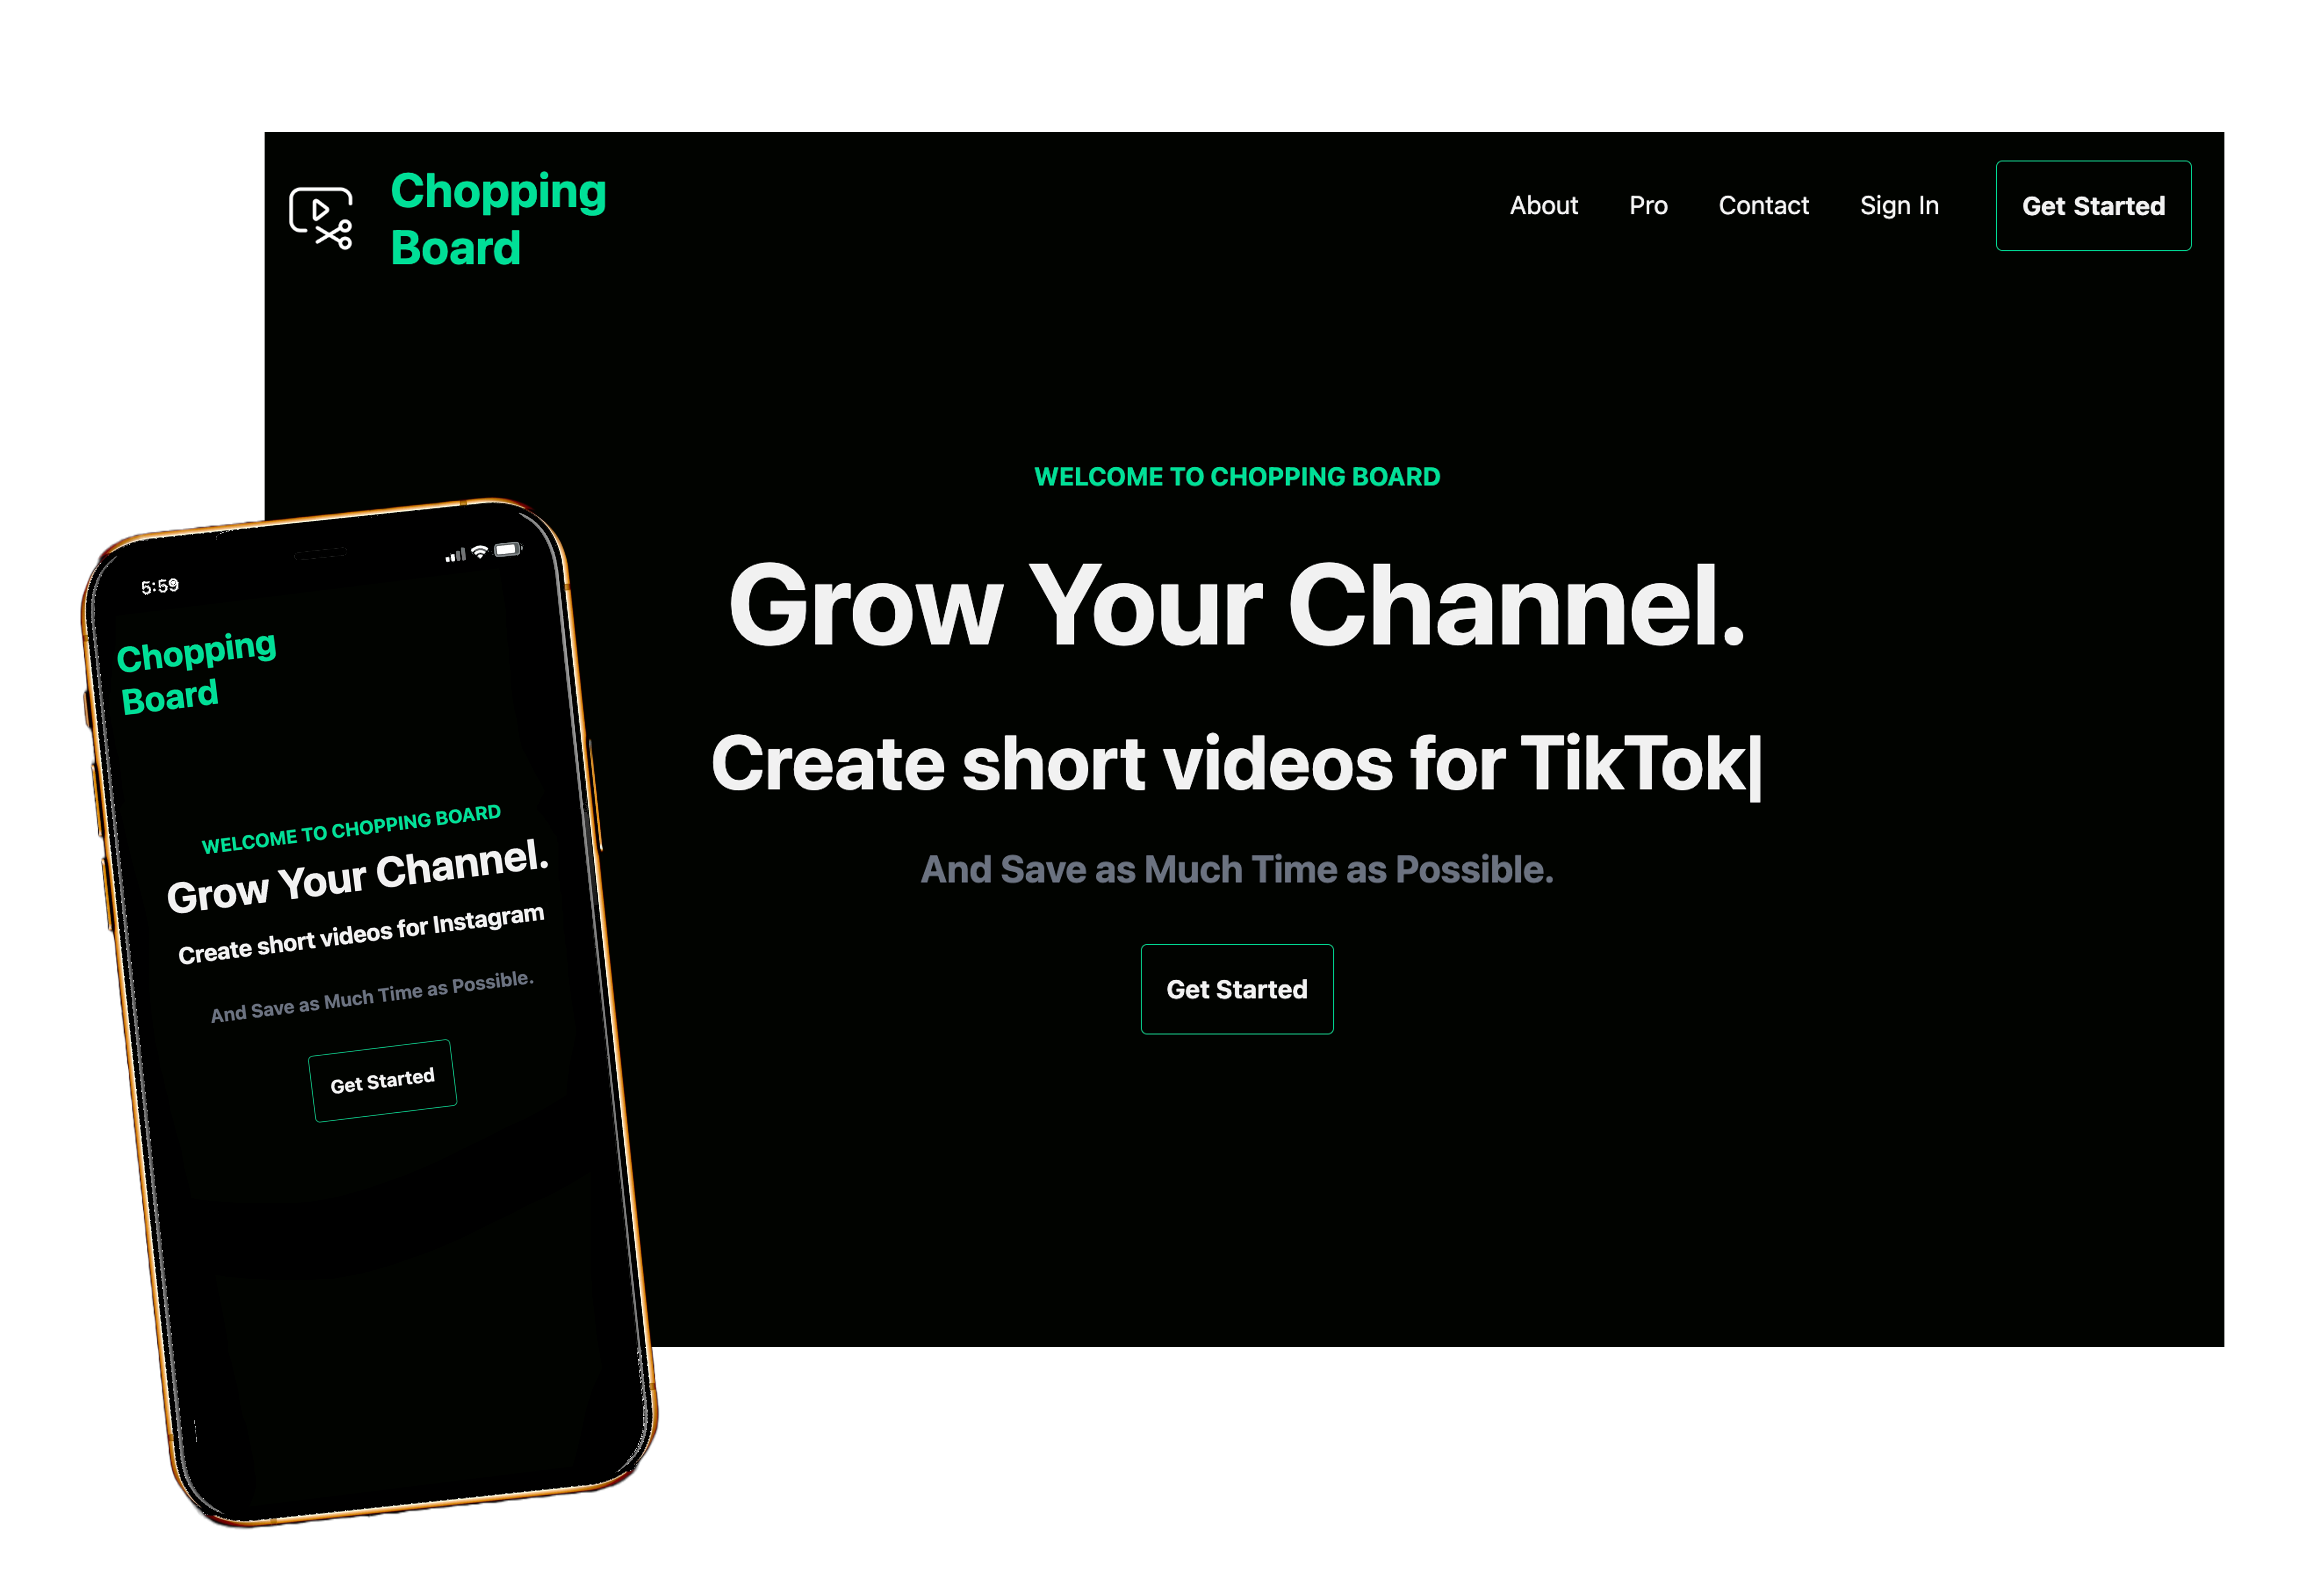 Chopping
Board
About
Pro
Contact
Sign In
Get Started
WELCOME TO CHOPPING BOARD
Grow Your Channel.
Create short videos for TikTok|
And Save as Much Time as Possible.
Get Started
5:59
Chopping
Board
WELCOME TO CHOPPING BOARD
Grow Your Channel.
Create short videos for Instagram
And Save as Much Time as Possible.
Get Started